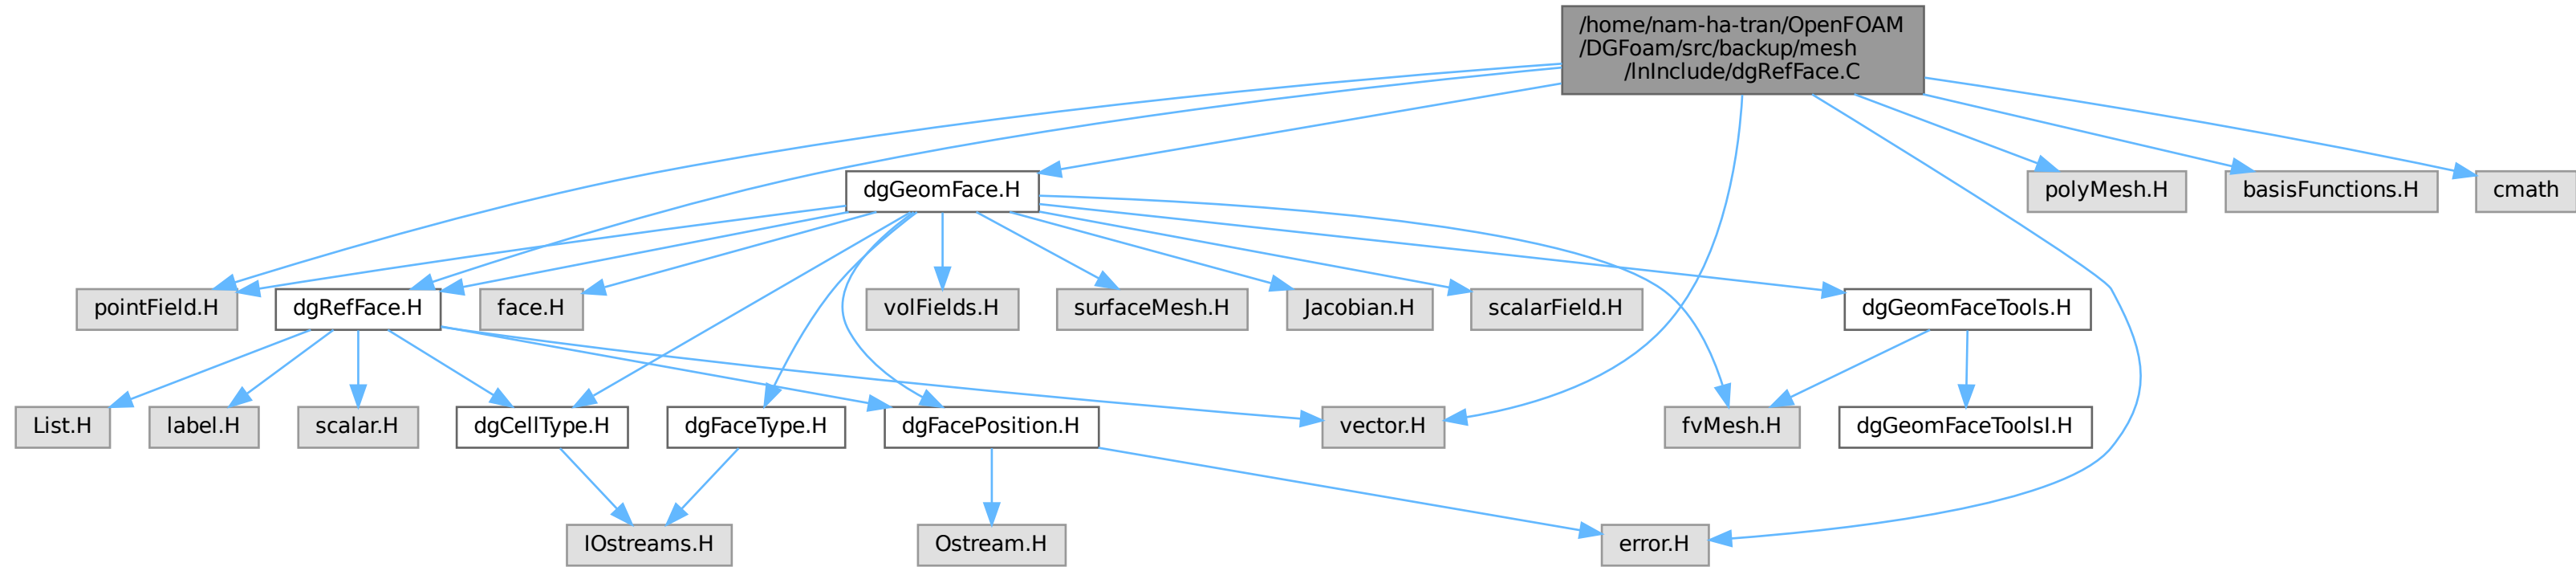 /home/nam-ha-tran/OpenFOAM
/DGFoam/src/backup/mesh
/lnInclude/dgRefFace.C
dgGeomFace.H
polyMesh.H
basisFunctions.H
cmath
pointField.H
dgRefFace.H
face.H
volFields.H
surfaceMesh.H
Jacobian.H
scalarField.H
dgGeomFaceTools.H
List.H
label.H
scalar.H
dgCellType.H
dgFaceType.H
dgFacePosition.H
vector.H
fvMesh.H
dgGeomFaceToolsI.H
IOstreams.H
Ostream.H
error.H